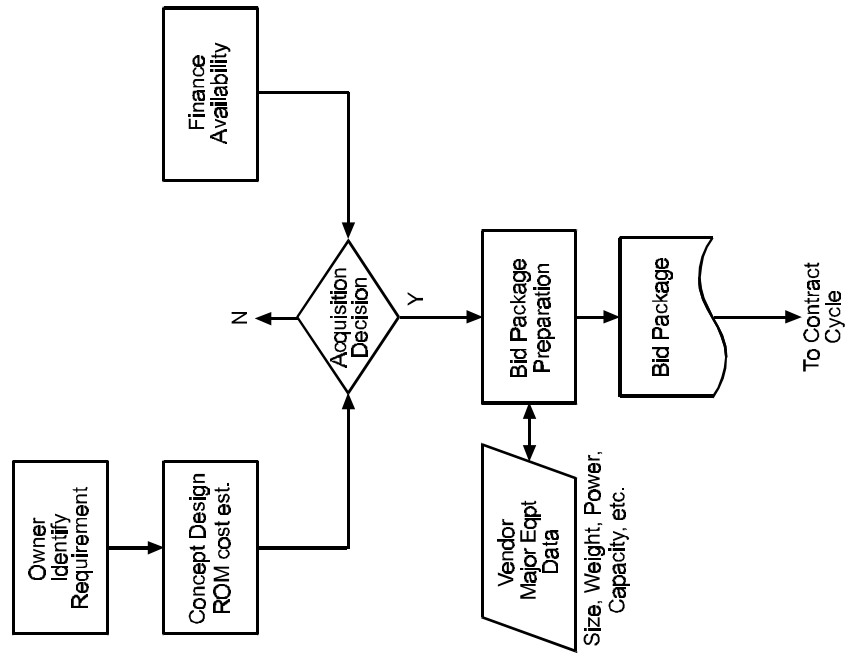 Owner
Identify
Requirement
Concept Design
ROM cost est.
Finance
Availability
Acquisition
Decision
N
Y
Vendor
Major Eqpt
Data
Size, Weight, Power,
Capacity, etc.
Bid Package
Preparation
Bid Package
To Contract
Cycle